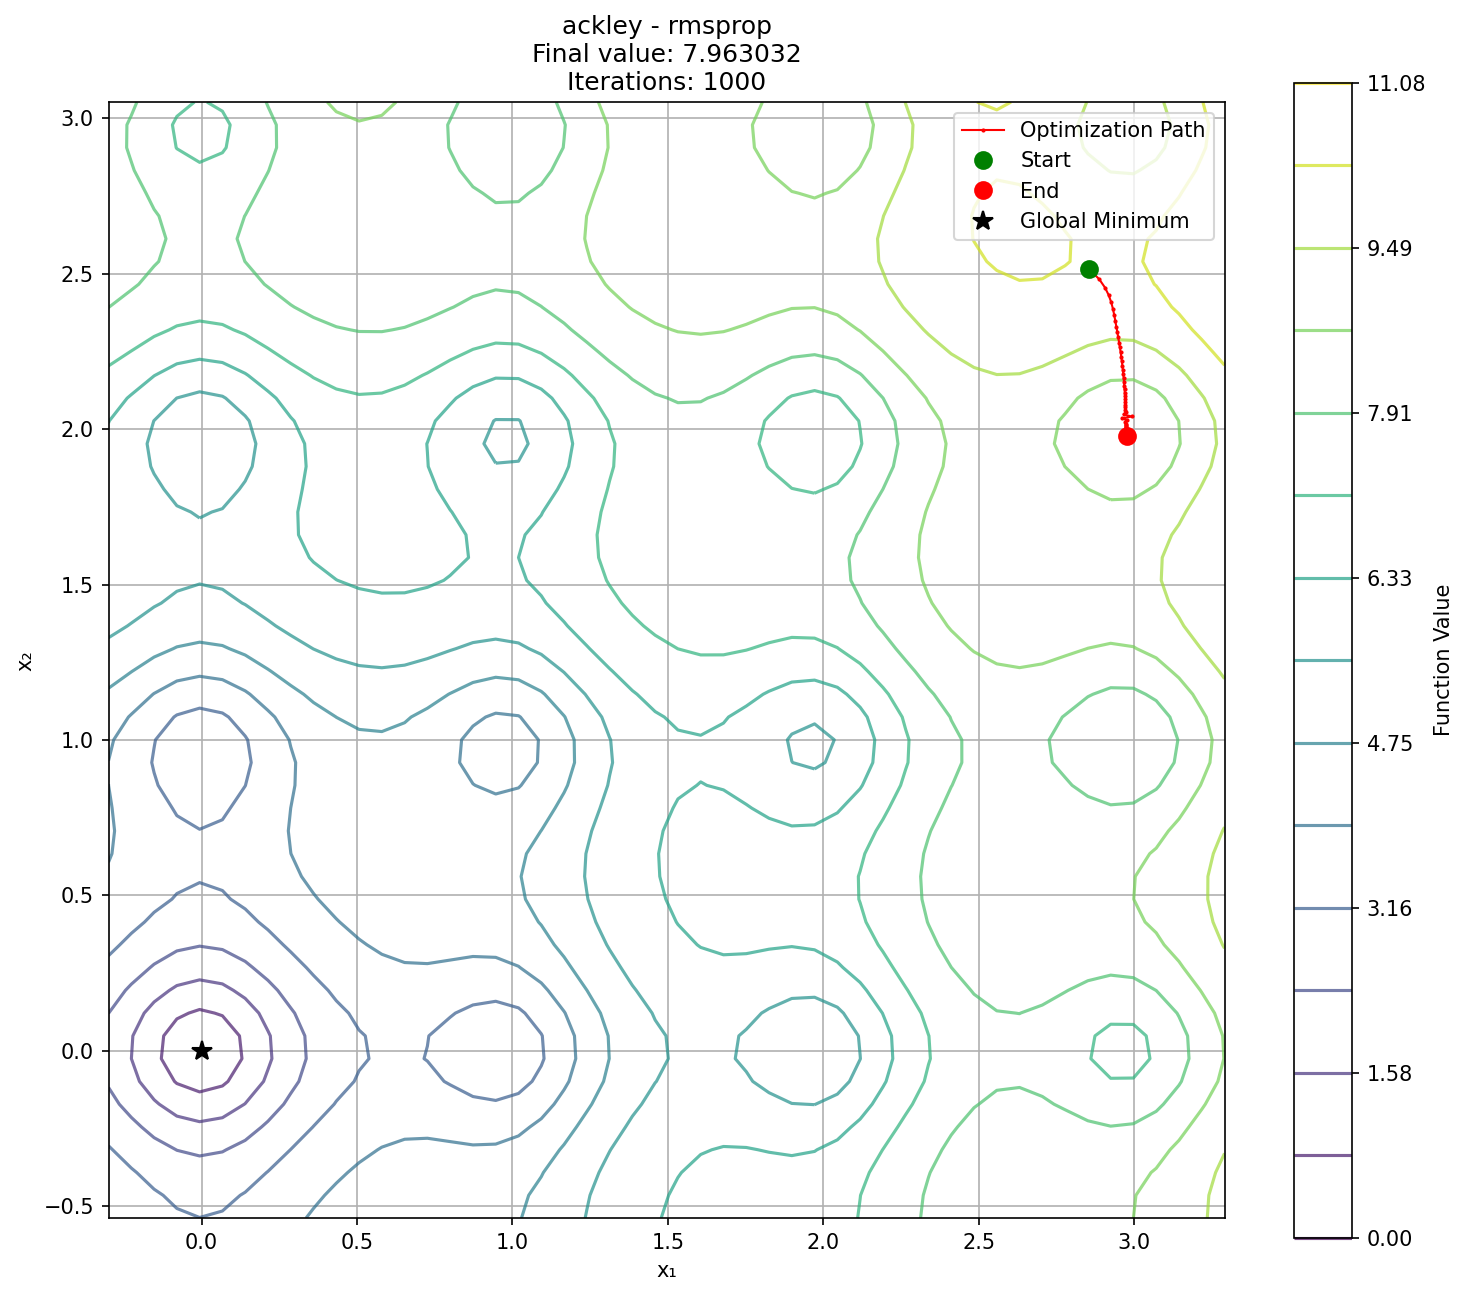 ackley - rmsprop
Final value: 7.963032
Iterations: 1000
Optimization Path
Start
End
Global Minimum
3.0
2.5
2.0
1.5
1.0
0.5
0.0
−0.5
x₂
0.0 0.5 1.0 1.5 2.0 2.5 3.0
x₁
11.08
9.49
7.91
6.33
4.75
3.16
1.58
0.00
Function Value